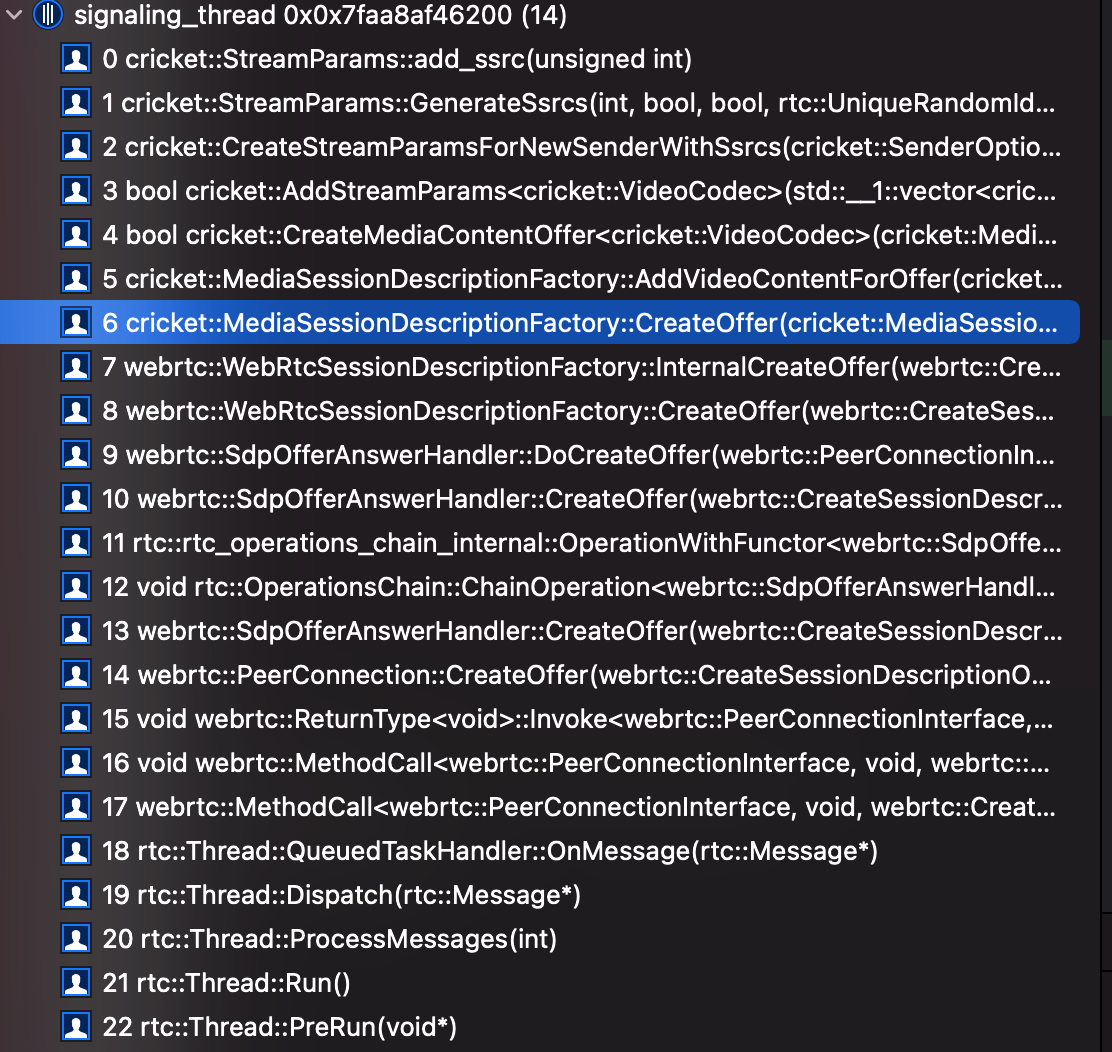 signaling_thread 0x0x7faa8af46200 (14)
0 cricket::StreamParams::add_ssrc(unsigned int)
1 cricket::StreamParams::GenerateSsrcs(int, bool, bool, rtc::UniqueRandomId...
2 cricket::CreateStreamParamsForNewSenderWithSsrcs(cricket::SenderOptio...
3 bool cricket::AddStreamParams<cricket::VideoCodec>(std::__1::vector<cric...
4 bool cricket::CreateMediaContentOffer<cricket::VideoCodec>(cricket::Medi...
5 cricket::MediaSessionDescriptionFactory::AddVideoContentForOffer(cricket...
6 cricket::MediaSessionDescriptionFactory::CreateOffer(cricket::MediaSessio...
7 webrtc::WebRtcSessionDescriptionFactory::InternalCreateOffer(webrtc::Cre...
8 webrtc::WebRtcSessionDescriptionFactory::CreateOffer(webrtc::CreateSes...
9 webrtc::SdpOfferAnswerHandler::DoCreateOffer(webrtc::PeerConnectionIn...
10 webrtc::SdpOfferAnswerHandler::CreateOffer(webrtc::CreateSessionDescr...
11 rtc::rtc_operations_chain_internal::OperationWithFunctor<webrtc::SdpOffe...
12 void rtc::OperationsChain::ChainOperation<webrtc::SdpOfferAnswerHandl...
13 webrtc::SdpOfferAnswerHandler::CreateOffer(webrtc::CreateSessionDescr...
14 webrtc::PeerConnection::CreateOffer(webrtc::CreateSessionDescriptionO...
15 void webrtc::ReturnType<void>::Invoke<webrtc::PeerConnectionInterface,...
16 void webrtc::MethodCall<webrtc::PeerConnectionInterface, void, webrtc::...
17 webrtc::MethodCall<webrtc::PeerConnectionInterface, void, webrtc::Creat...
18 rtc::Thread::QueuedTaskHandler::OnMessage(rtc::Message*)
19 rtc::Thread::Dispatch(rtc::Message*)
20 rtc::Thread::ProcessMessages(int)
21 rtc::Thread::Run()
22 rtc::Thread::PreRun(void*)